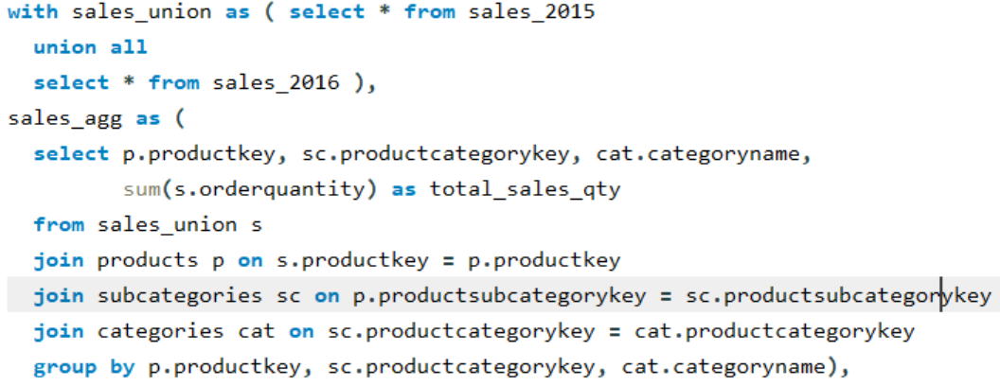 with sales_union as ( select * from sales_2015
union all
select * from sales_2016 ),
sales_agg as (
select p.productkey, sc.productcategorykey, cat.categoryname,
sum(s.orderquantity) as total_sales_qty
from sales_union s
join products p on s.productkey = p.productkey
join subcategories sc on p.productsubcategorykey = sc.productsubcategorykey
join categories cat on sc.productcategorykey = cat.productcategorykey
group by p.productkey, sc.productcategorykey, cat.categoryname),